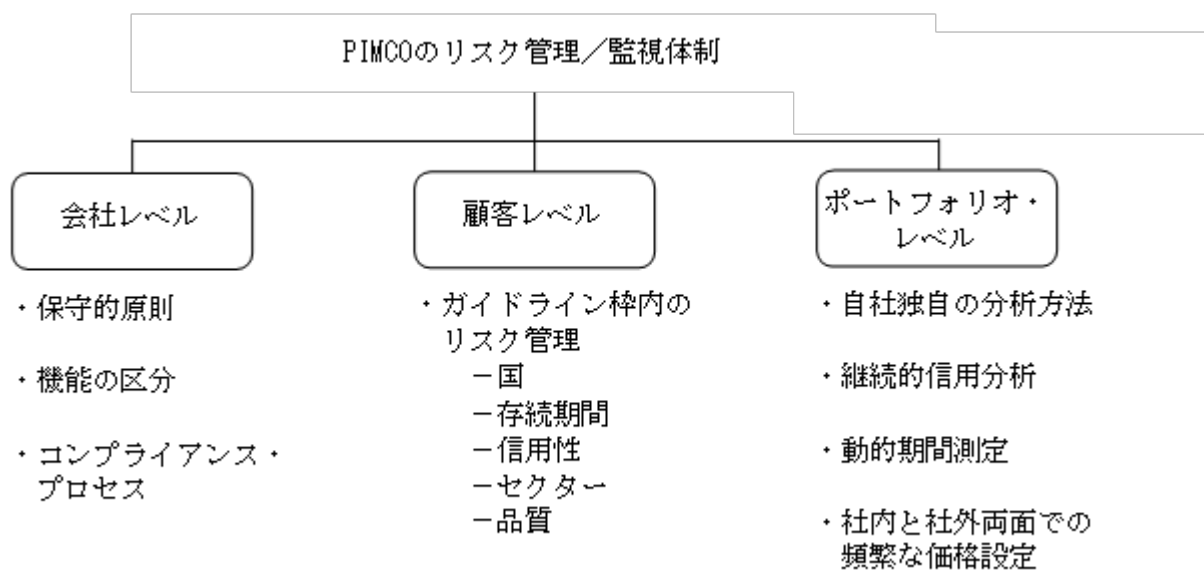 PIMCOのリスク管理／監視体制
会社レベル
・保守的原則
・機能の区分
・コンプライアンス・
プロセス
顧客レベル
・ガイドライン枠内の
リスク管理
－国
－存続期間
－信用性
－セクター
－品質
ポートフォリオ・
レベル
・自社独自の分析方法
・継続的信用分析
・動的期間測定
・社内と社外両面での
頻繁な価格設定